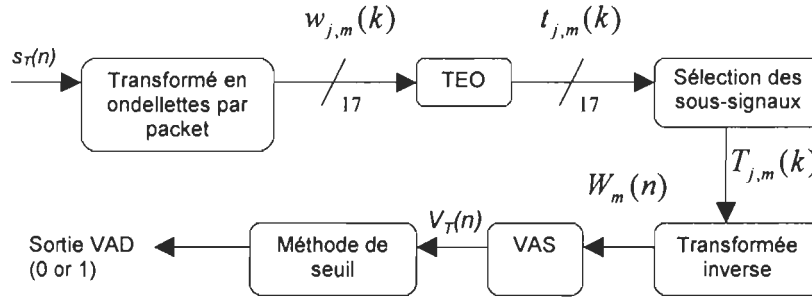 w_{j,m}(k)
t_{j,m}(k)
s_T(n)
Transformé en
ondellettes par
packet
17
TEO
17
Sélection des
sous-signaux
T_{j,m}(k)
W_m(n)
V_T(n)
Sortie VAD
(0 or 1)
Méthode de
seuil
VAS
Transformée
inverse